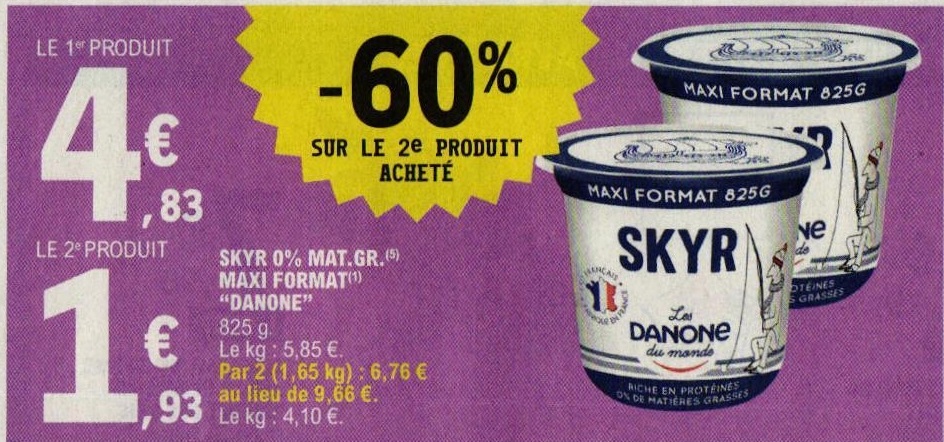 LE 1er PRODUIT
4€,83
-60%
SUR LE 2e PRODUIT
ACHETÉ
LE 2e PRODUIT
1€,93
SKYR 0% MAT.GR.(5)
MAXI FORMAT(1)
“DANONE”
825 g.
Le kg : 5,85 €.
Par 2 (1,65 kg) : 6,76 €
au lieu de 9,66 €.
Le kg : 4,10 €.
MAXI FORMAT 825G
MAXI FORMAT 825G
SKYR
Les
DANONE
du monde
RICHE EN PROTÉINES
0% DE MATIÈRES GRASSES